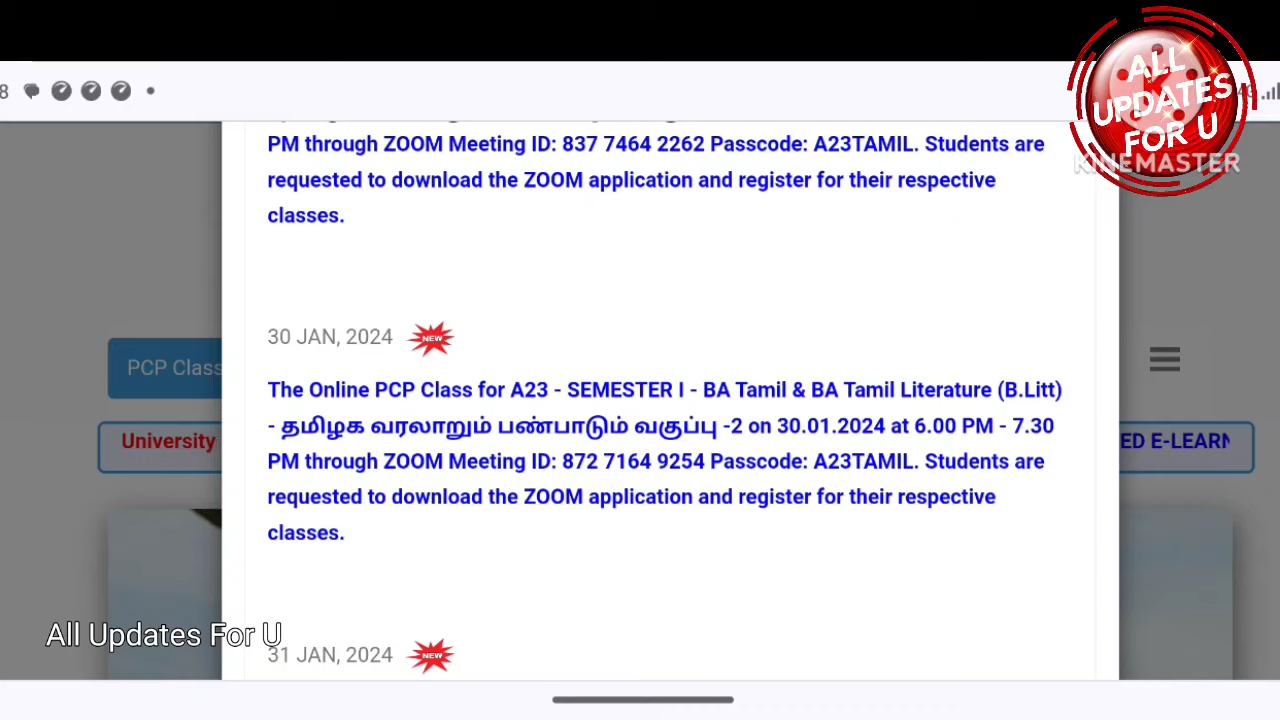 ALL
UPDATES
FOR U
KINEMASTER
8
PM through ZOOM Meeting ID: 837 7464 2262 Passcode: A23TAMIL. Students are
requested to download the ZOOM application and register for their respective
classes.
30 JAN, 2024 NEW
PCP Class
The Online PCP Class for A23 - SEMESTER I - BA Tamil & BA Tamil Literature (B.Litt)
- தமிழக வரலாறும் பண்பாடும் வகுப்பு -2 on 30.01.2024 at 6.00 PM - 7.30
University
ED E-LEARN
PM through ZOOM Meeting ID: 872 7164 9254 Passcode: A23TAMIL. Students are
requested to download the ZOOM application and register for their respective
classes.
All Updates For U
31 JAN, 2024 NEW